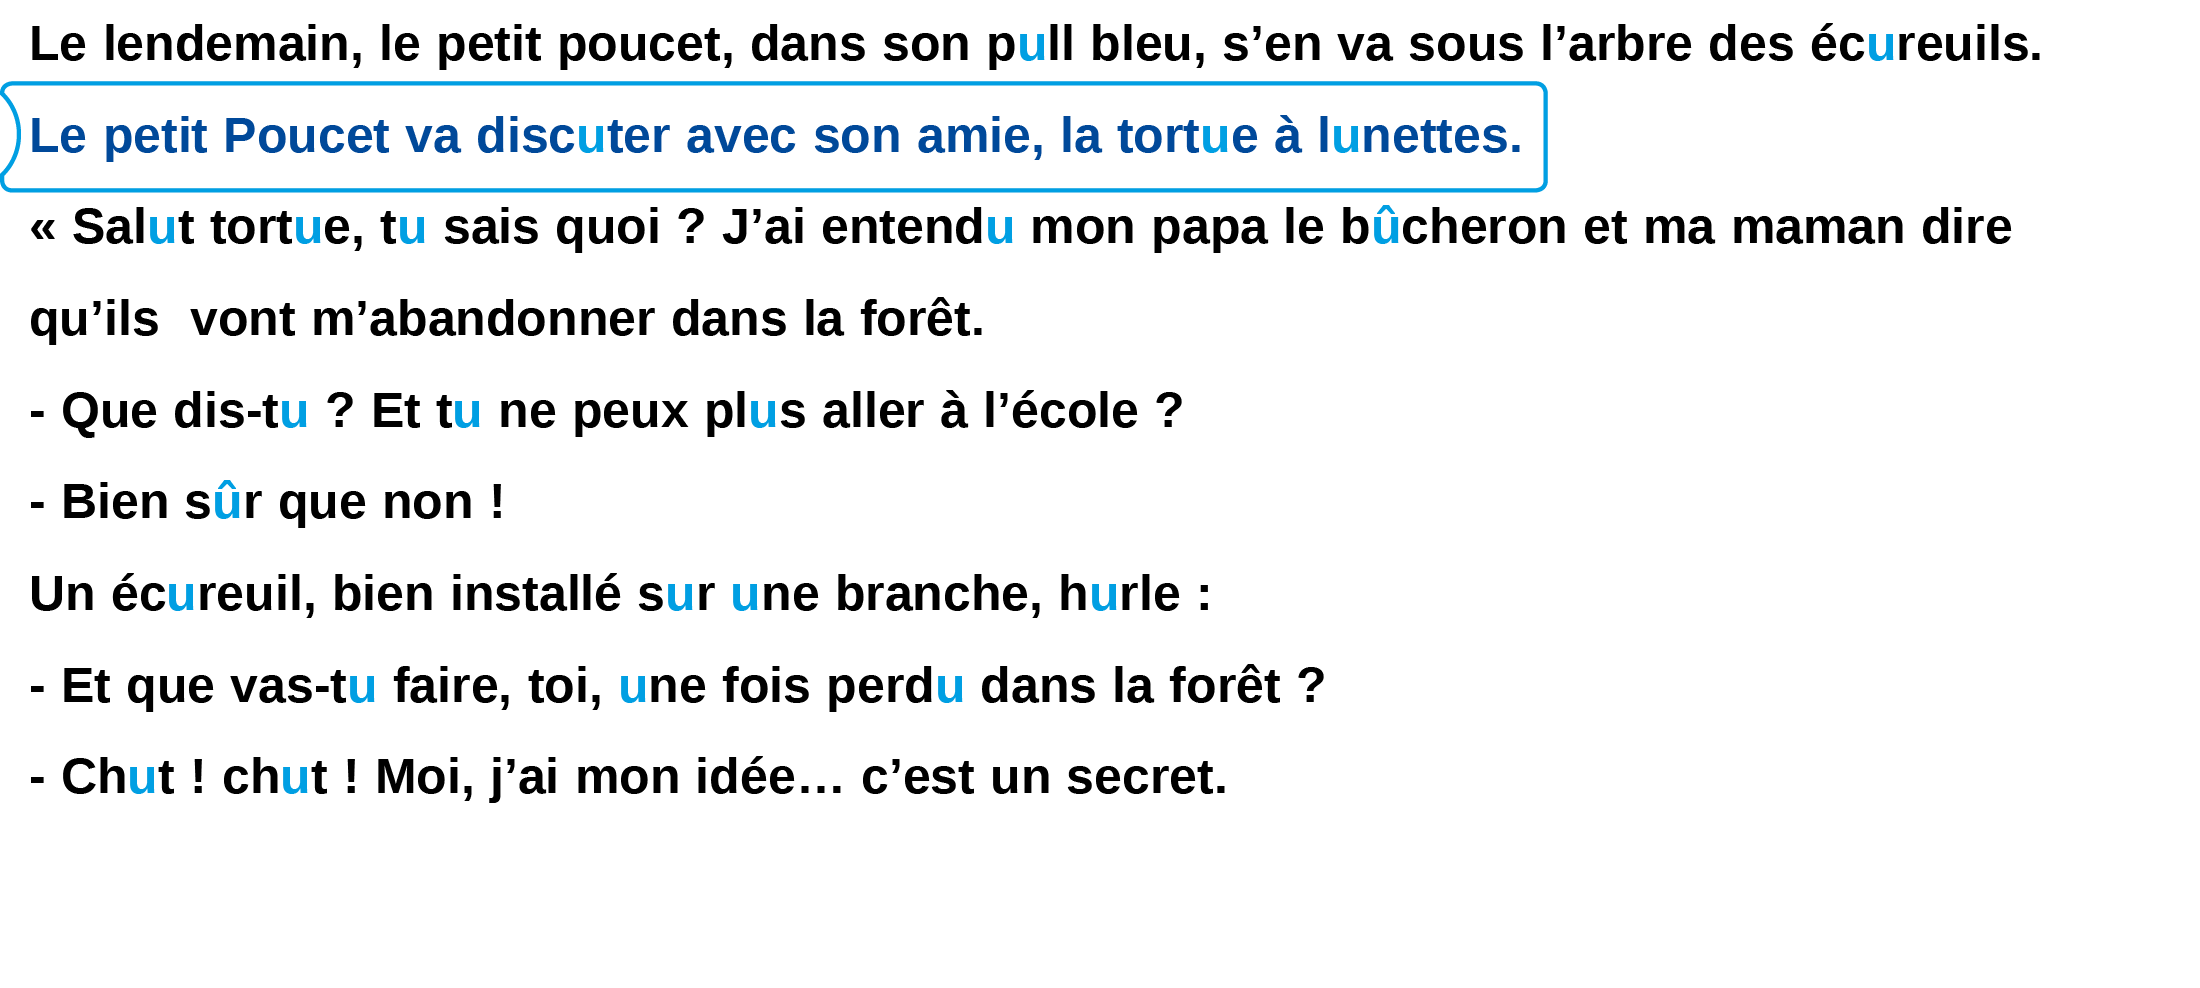 Le lendemain, le petit poucet, dans son pull bleu, s’en va sous l’arbre des écureuils.
Le petit Poucet va discuter avec son amie, la tortue à lunettes.
« Salut tortue, tu sais quoi ? J’ai entendu mon papa le bûcheron et ma maman dire
qu’ils  vont m’abandonner dans la forêt.
- Que dis-tu ? Et tu ne peux plus aller à l’école ?
- Bien sûr que non !
Un écureuil, bien installé sur une branche, hurle :
- Et que vas-tu faire, toi, une fois perdu dans la forêt ?
- Chut ! chut ! Moi, j’ai mon idée… c’est un secret.